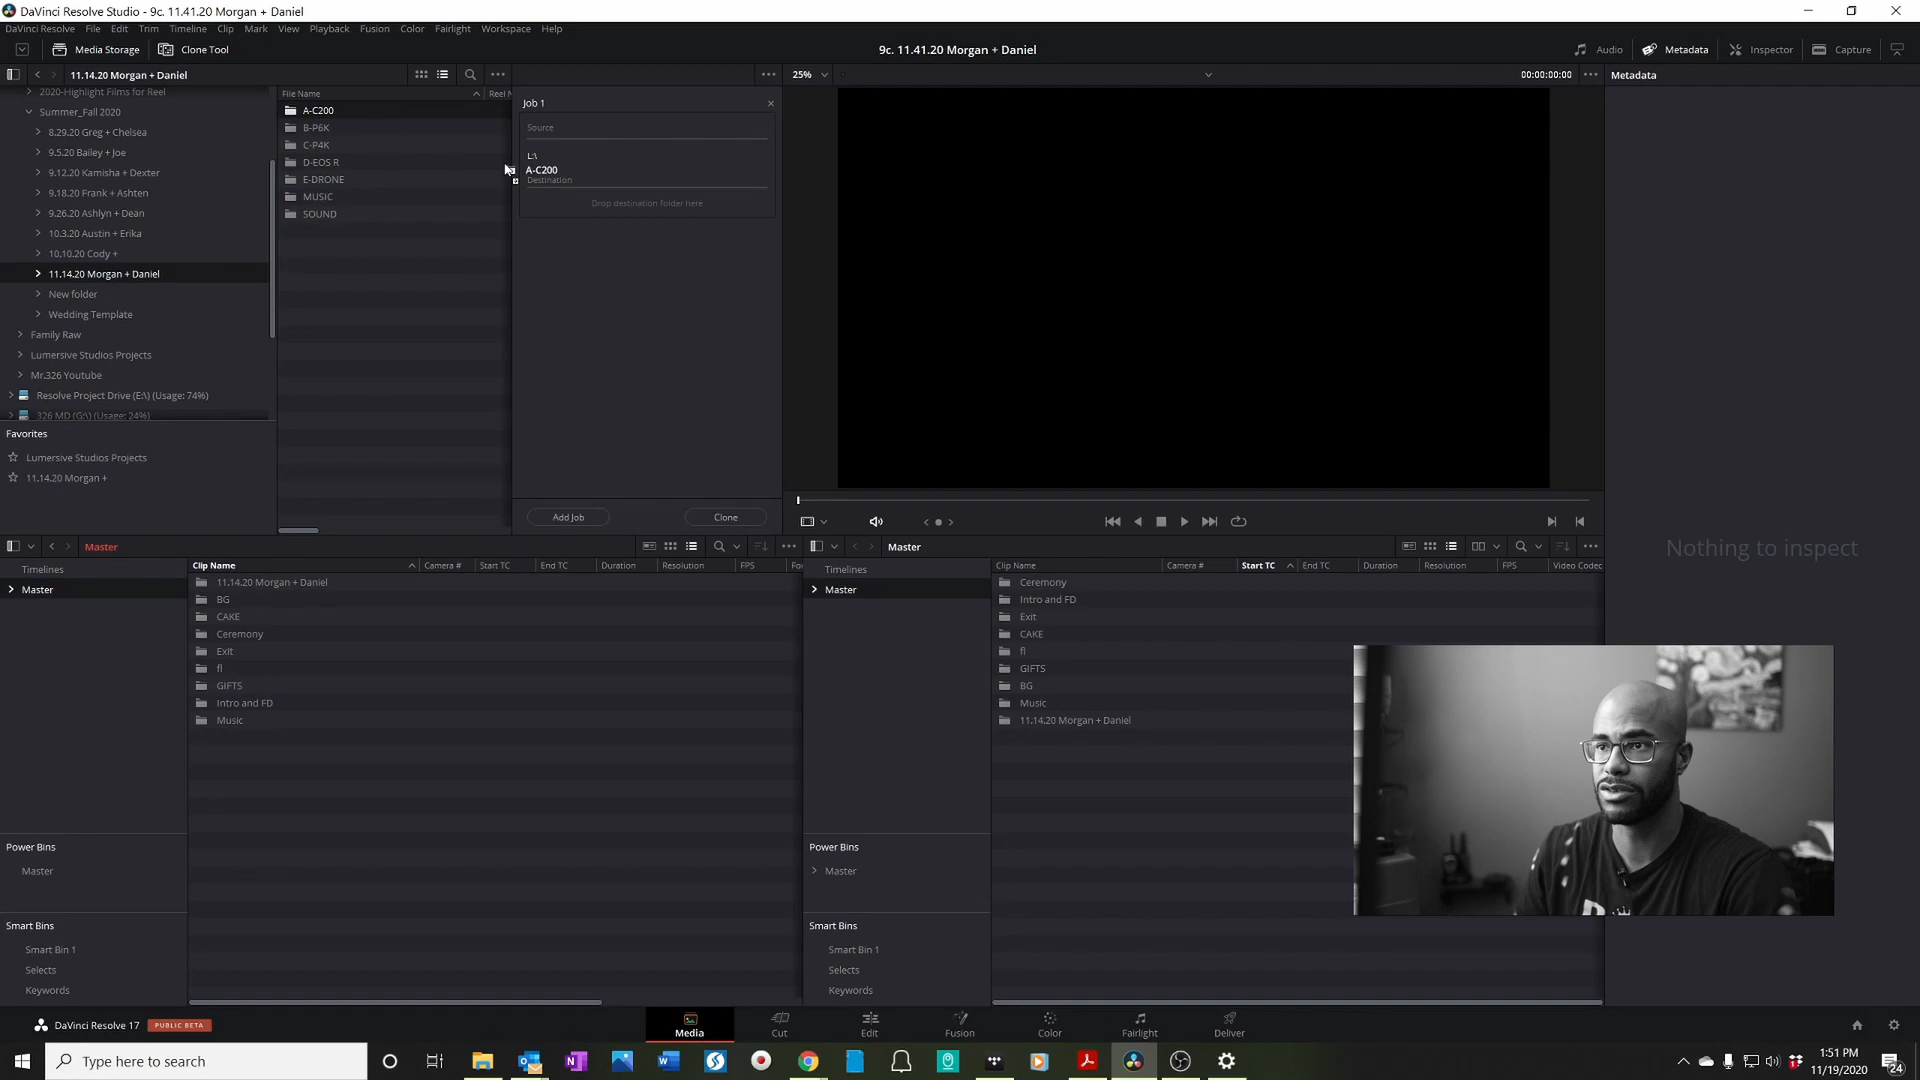 DaVinci Resolve Studio - 9c. 11.41.20 Morgan + Daniel
DaVinci Resolve File Edit Trim Timeline Clip Mark View Playback Fusion Color Fairlight Workspace Help
Media Storage Clone Tool 9c. 11.41.20 Morgan + Daniel Audio Metadata Inspector Capture
11.14.20 Morgan + Daniel 25% 00:00:00:00 Metadata
2020-Highlight Films for Reel
Summer_Fall 2020
8.29.20 Greg + Chelsea
9.5.20 Bailey + Joe
9.12.20 Kamisha + Dexter
9.18.20 Frank + Ashten
9.26.20 Ashlyn + Dean
10.3.20 Austin + Erika
10.10.20 Cody +
11.14.20 Morgan + Daniel
New folder
Wedding Template
Family Raw
Lumersive Studios Projects
Mr.326 Youtube
Resolve Project Drive (E:\) (Usage: 74%)
326 MD (G:\) (Usage: 24%)
Favorites
Lumersive Studios Projects
11.14.20 Morgan +
File Name Reel N
A-C200
B-P6K
C-P4K
D-EOS R
E-DRONE
MUSIC
SOUND
Job 1
Source
L:\
A-C200
Destination
Drop destination folder here
Add Job Clone
Nothing to inspect
Master
Timelines
Master
Clip Name Camera # Start TC End TC Duration Resolution FPS Fo
11.14.20 Morgan + Daniel
BG
CAKE
Ceremony
Exit
fl
GIFTS
Intro and FD
Music
Power Bins
Master
Smart Bins
Smart Bin 1
Selects
Keywords
Master
Timelines
Master
Clip Name Camera # Start TC End TC Duration Resolution FPS Video Codec
Ceremony
Intro and FD
Exit
CAKE
fl
GIFTS
BG
Music
11.14.20 Morgan + Daniel
Power Bins
Master
Smart Bins
Smart Bin 1
Selects
Keywords
DaVinci Resolve 17 PUBLIC BETA
Media Cut Edit Fusion Color Fairlight Deliver
Type here to search
1:51 PM
11/19/2020
24